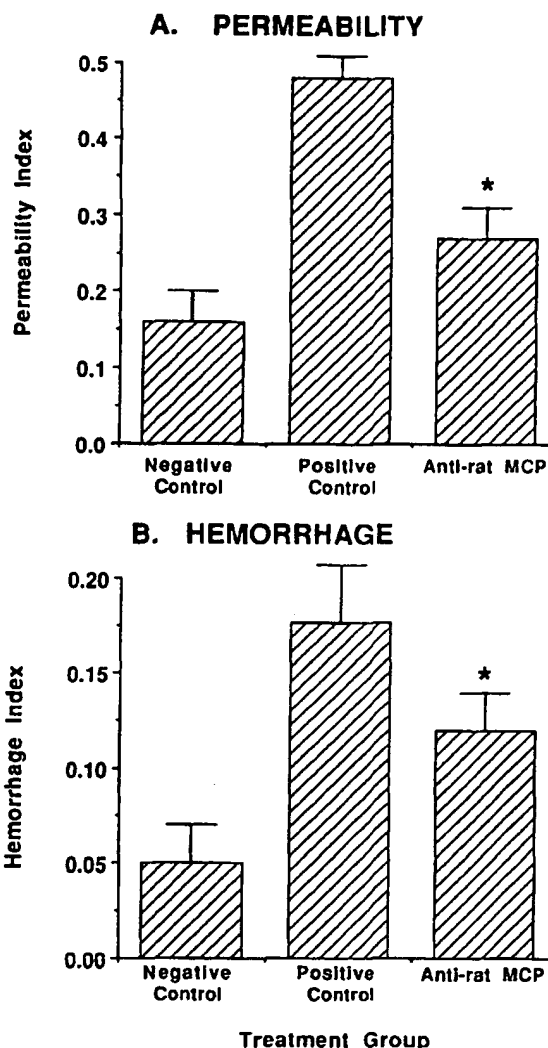 A. PERMEABILITY
Permeability Index
0.5
0.4
0.3
0.2
0.1
0.0
*
Negative Control
Positive Control
Anti-rat MCP
B. HEMORRHAGE
Hemorrhage Index
0.20
0.15
0.10
0.05
0.00
*
Negative Control
Positive Control
Anti-rat MCP
Treatment Group